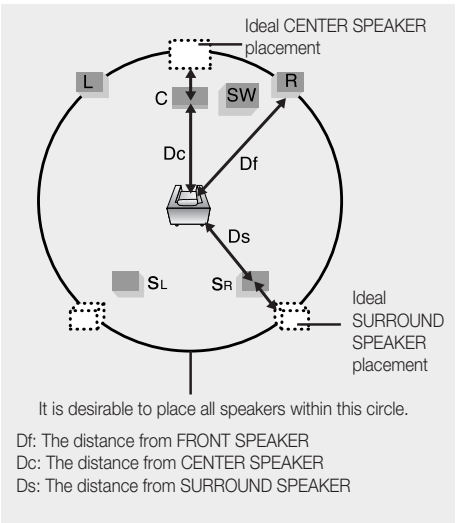 Ideal CENTER SPEAKER
placement
L
R
C
SW
Dc
Df
Ds
SL
SR
Ideal
SURROUND
SPEAKER
placement
It is desirable to place all speakers within this circle.
Df: The distance from FRONT SPEAKER
Dc: The distance from CENTER SPEAKER
Ds: The distance from SURROUND SPEAKER